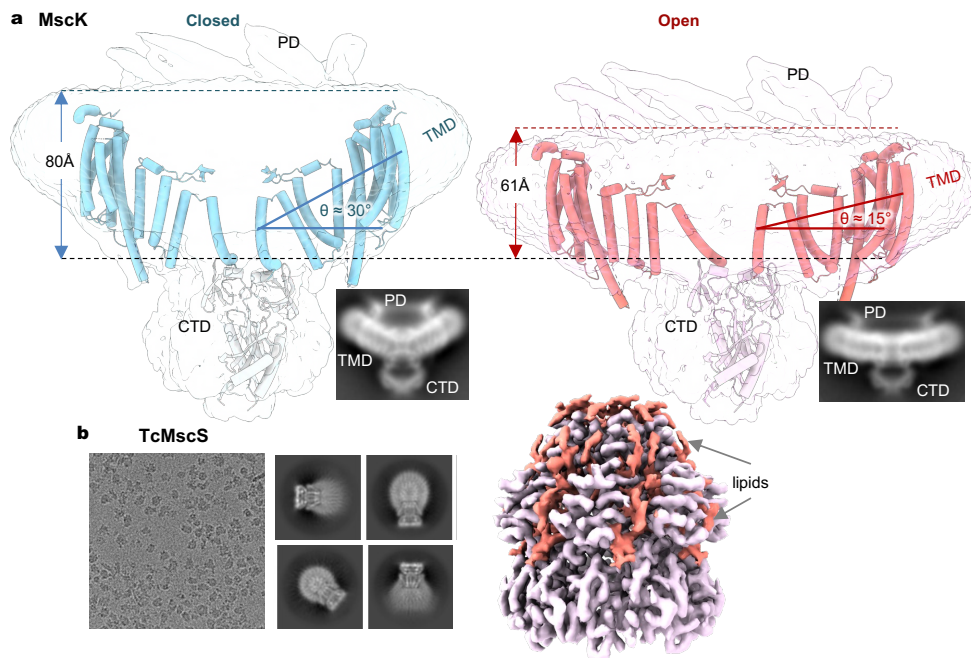 a MscK
Closed
Open
PD
PD
80Å
TMD
θ ≈ 30°
61Å
TMD
θ ≈ 15°
CTD
PD
TMD
CTD
CTD
PD
TMD
CTD
b TcMscS
lipids